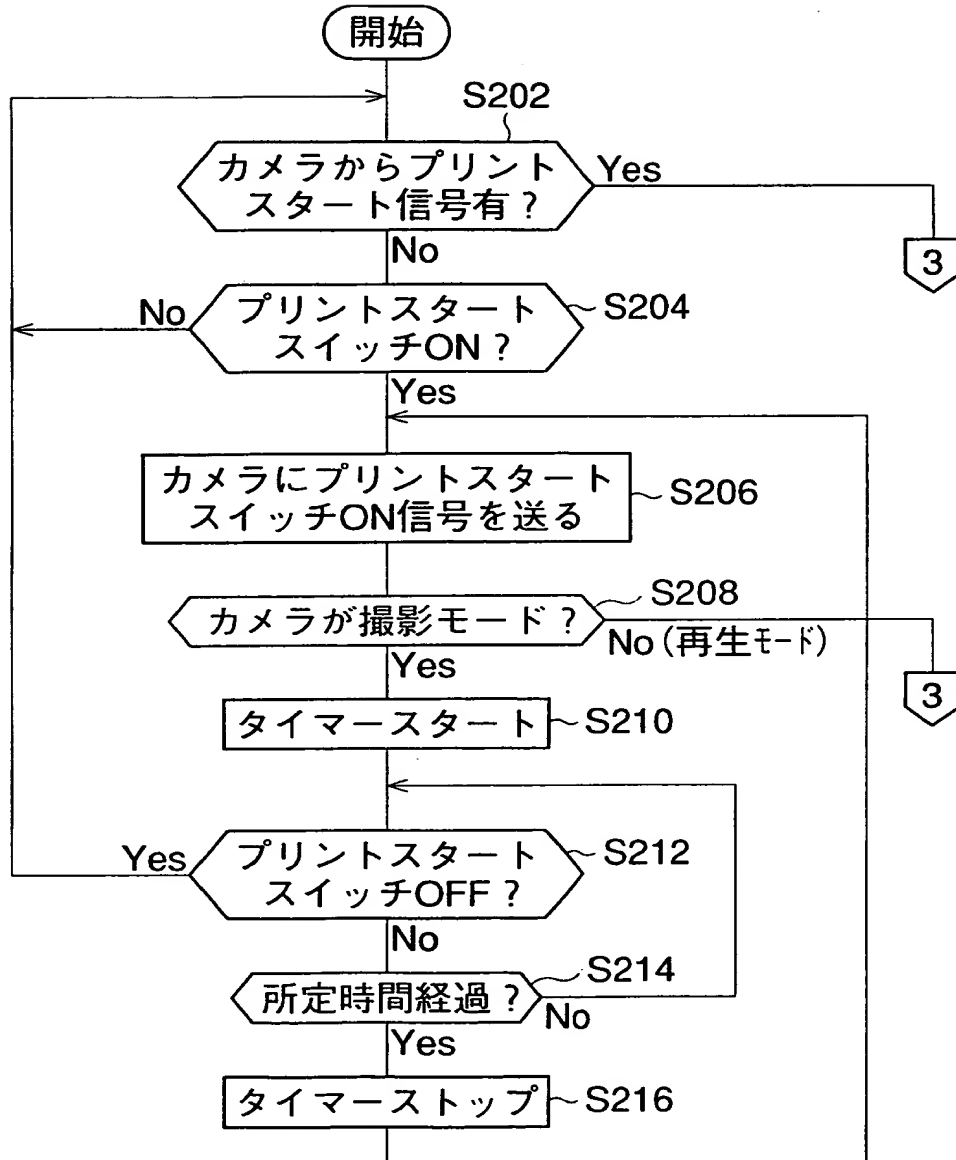 開始
S202
カメラからプリント
スタート信号有?
Yes
3
No
プリントスタート
スイッチON?
S204
No
Yes
カメラにプリントスタート
スイッチON信号を送る
S206
カメラが撮影モード?
S208
No(再生モード)
3
Yes
タイマースタート
S210
プリントスタート
スイッチOFF?
S212
Yes
No
所定時間経過?
S214
No
Yes
タイマーストップ
S216